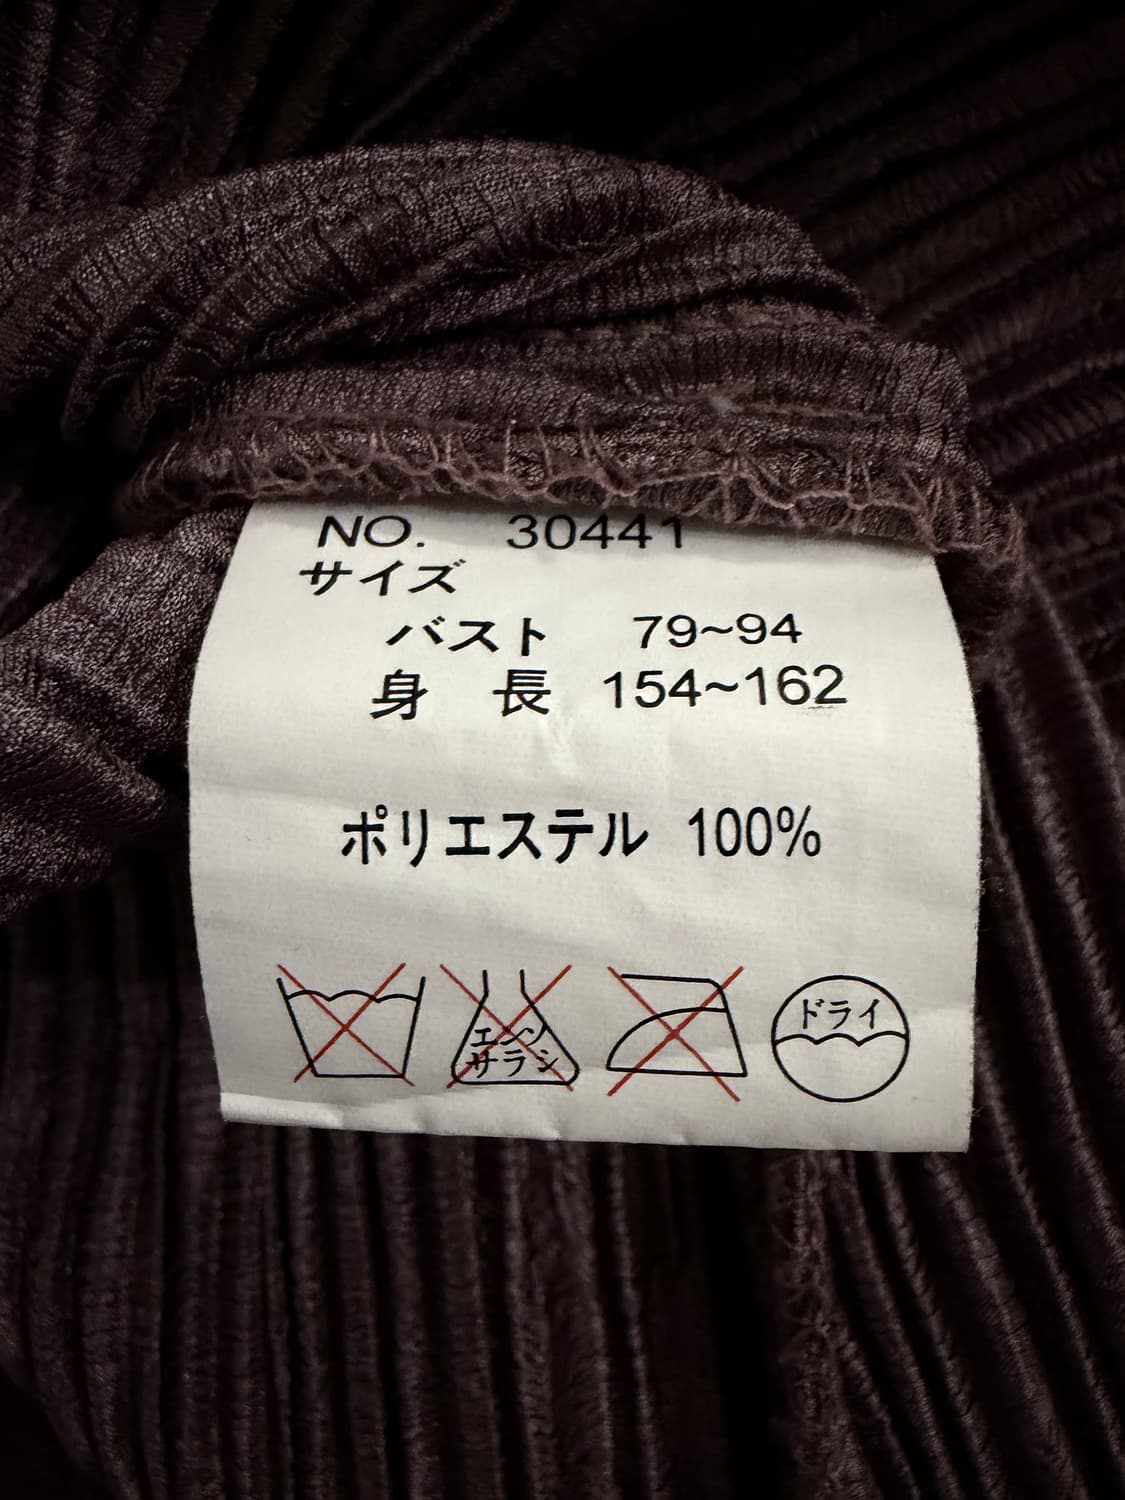 NO. 30441
サイズ
バスト 79~94
身 長 154~162
ポリエステル 100%
エンソ
サラシ
ドライ